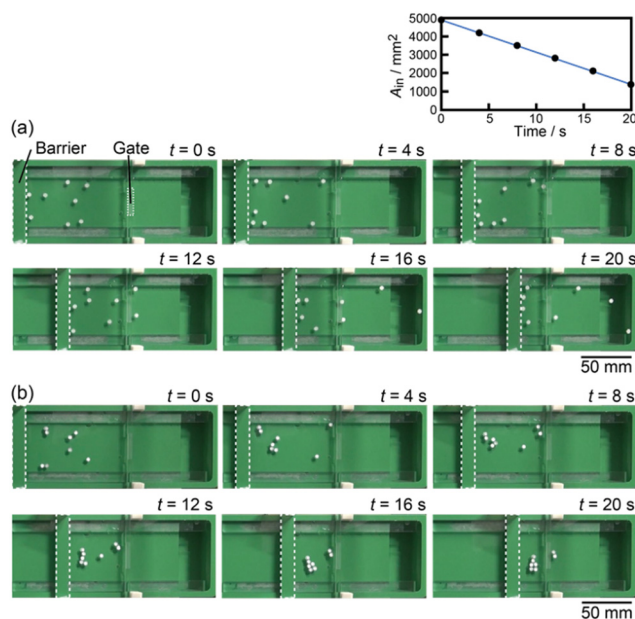 5000
4000
3000
2000
1000
0
A_in / mm²
0 5 10 15 20
Time / s
(a)
Barrier Gate t = 0 s t = 4 s t = 8 s
t = 12 s t = 16 s t = 20 s
50 mm
(b)
t = 0 s t = 4 s t = 8 s
t = 12 s t = 16 s t = 20 s
50 mm